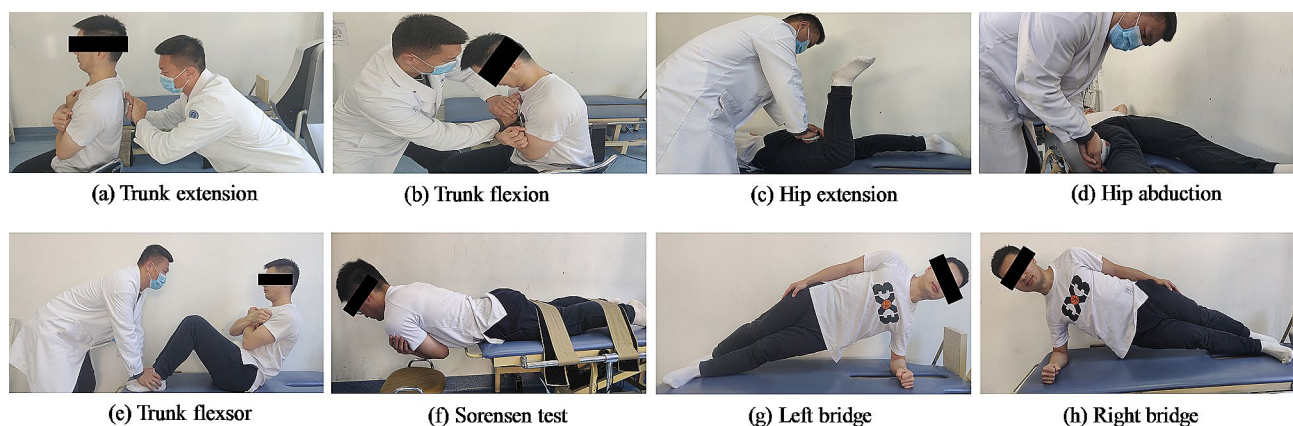 (a) Trunk extension
(b) Trunk flexion
(c) Hip extension
(d) Hip abduction
(e) Trunk flexsor
(f) Sorensen test
(g) Left bridge
(h) Right bridge